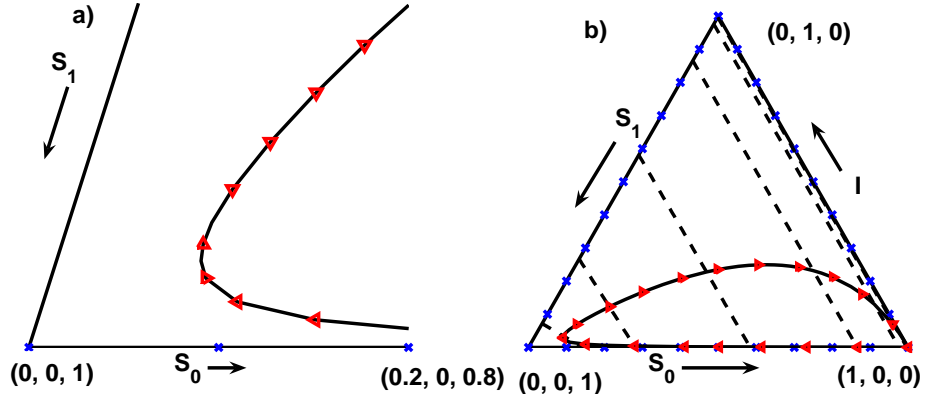 a)
S₁
(0, 0, 1)
S₀
(0.2, 0, 0.8)
b)
(0, 1, 0)
S₁
I
(0, 0, 1)
S₀
(1, 0, 0)